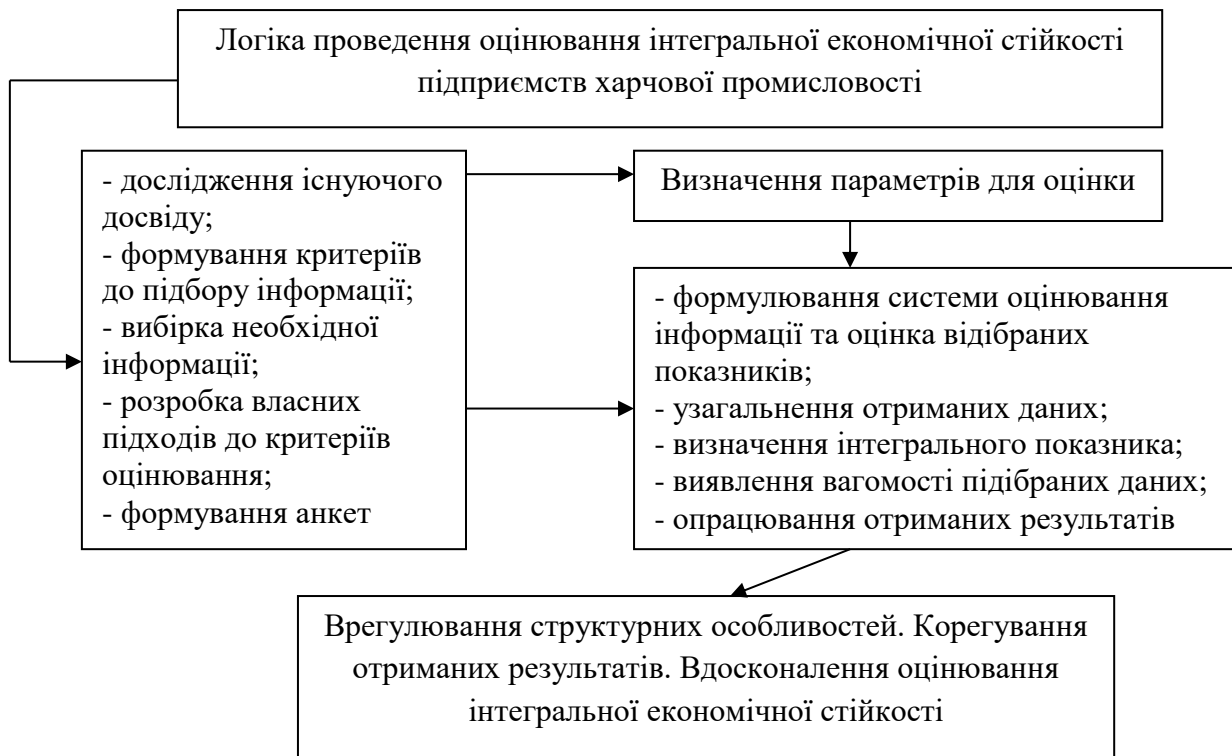 Логіка проведення оцінювання інтегральної економічної стійкості
підприємств харчової промисловості
- дослідження існуючого
досвіду;
- формування критеріїв
до підбору інформації;
- вибірка необхідної
інформації;
- розробка власних
підходів до критеріїв
оцінювання;
- формування анкет
Визначення параметрів для оцінки
- формулювання системи оцінювання
інформації та оцінка відібраних
показників;
- узагальнення отриманих даних;
- визначення інтегрального показника;
- виявлення вагомості підібраних даних;
- опрацювання отриманих результатів
Врегулювання структурних особливостей. Корегування
отриманих результатів. Вдосконалення оцінювання
інтегральної економічної стійкості